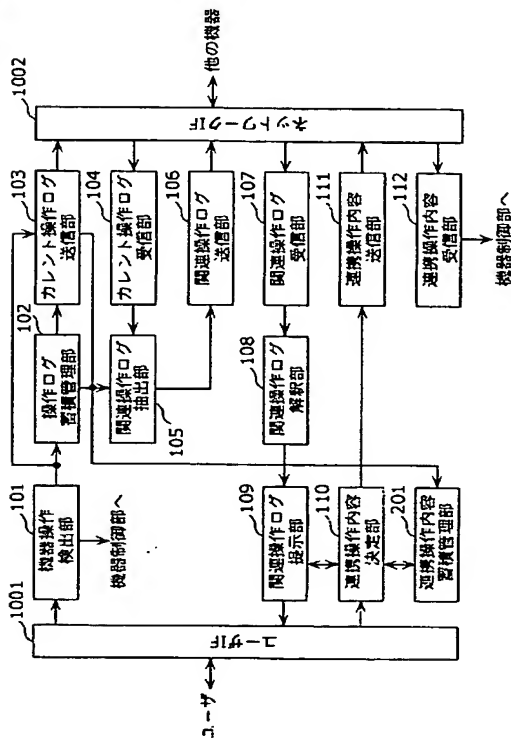 ユーザ
1001
ユーザIF
101
機器操作
検出部
機器制御部へ
102
操作ログ
蓄積管理部
103
カレント操作ログ
送信部
104
カレント操作ログ
受信部
関連操作ログ
抽出部
105
106
関連操作ログ
送信部
107
関連操作ログ
受信部
108
関連操作ログ
解釈部
109
関連操作ログ
提示部
110
連携操作内容
決定部
201
連携操作内容
蓄積管理部
111
連携操作内容
送信部
112
連携操作内容
受信部
機器制御部へ
1002
ネットワークIF
他の機器